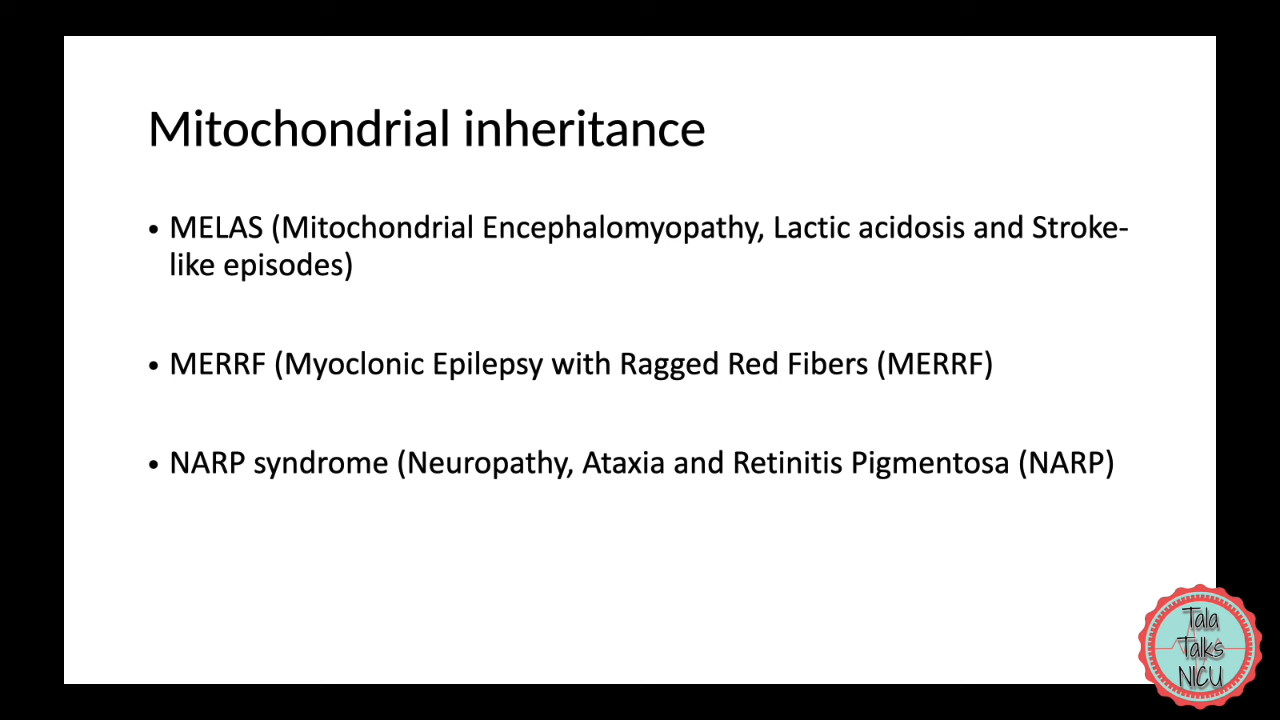 Mitochondrial inheritance
• MELAS (Mitochondrial Encephalomyopathy, Lactic acidosis and Stroke-
like episodes)
• MERRF (Myoclonic Epilepsy with Ragged Red Fibers (MERRF)
• NARP syndrome (Neuropathy, Ataxia and Retinitis Pigmentosa (NARP)
Tala
Talks
NICU